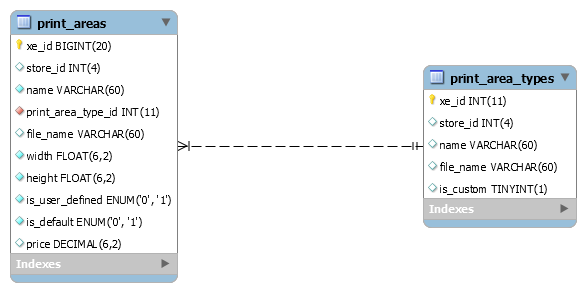 print_areas
xe_id BIGINT(20)
store_id INT(4)
name VARCHAR(60)
print_area_type_id INT(11)
file_name VARCHAR(60)
width FLOAT(6,2)
height FLOAT(6,2)
is_user_defined ENUM('0', '1')
is_default ENUM('0', '1')
price DECIMAL(6,2)
Indexes
print_area_types
xe_id INT(11)
store_id INT(4)
name VARCHAR(60)
file_name VARCHAR(60)
is_custom TINYINT(1)
Indexes